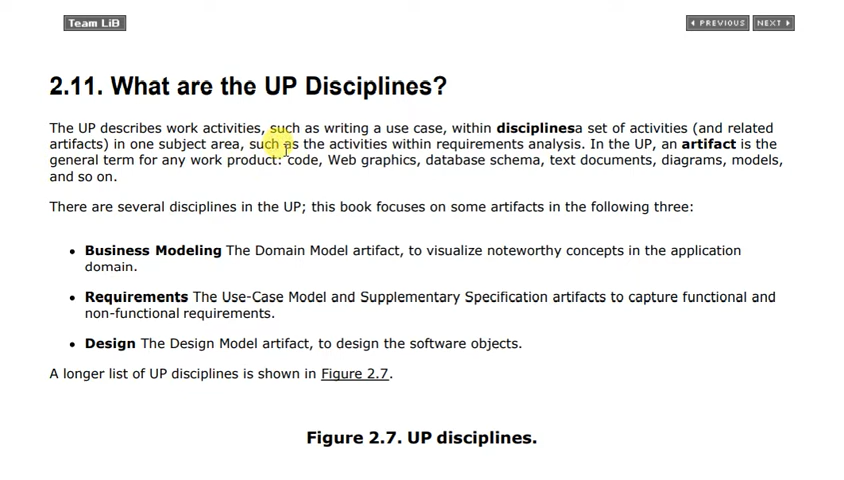 Team LiB
PREVIOUS NEXT
2.11. What are the UP Disciplines?
The UP describes work activities, such as writing a use case, within disciplinesa set of activities (and related
artifacts) in one subject area, such as the activities within requirements analysis. In the UP, an artifact is the
general term for any work product: code, Web graphics, database schema, text documents, diagrams, models,
and so on.
There are several disciplines in the UP; this book focuses on some artifacts in the following three:
• Business Modeling The Domain Model artifact, to visualize noteworthy concepts in the application
domain.
• Requirements The Use-Case Model and Supplementary Specification artifacts to capture functional and
non-functional requirements.
• Design The Design Model artifact, to design the software objects.
A longer list of UP disciplines is shown in Figure 2.7.
Figure 2.7. UP disciplines.